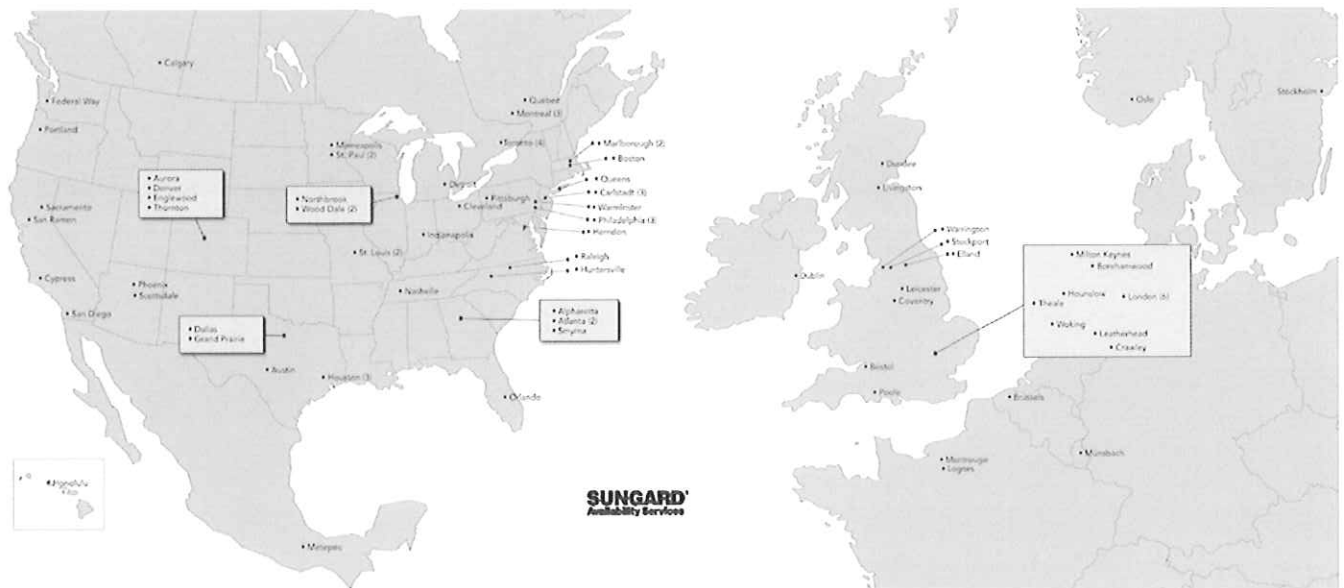 Calgary
Federal Way
Portland
Quebec
Montreal (3)
Toronto (4)
Minneapolis
St. Paul (2)
Marlborough (2)
Boston
Queens
Carlstadt (3)
Warminster
Philadelphia (3)
Herndon
Aurora
Denver
Englewood
Thornton
Northbrook
Wood Dale (2)
Detroit
Pittsburgh
Cleveland
Sacramento
San Ramon
Indianapolis
St. Louis (2)
Raleigh
Huntersville
Cypress
Phoenix
Scottsdale
Nashville
San Diego
Dallas
Grand Prairie
Alpharetta
Atlanta (2)
Smyrna
Austin
Houston (3)
Orlando
Honolulu
Metepec
SUNGARD'
Availability Services
Stockholm
Oslo
Dundee
Livingston
Warrington
Stockport
Elland
Dublin
Leicester
Coventry
Milton Keynes
Borehamwood
Hounslow
London (6)
Theale
Woking
Leatherhead
Crawley
Bristol
Poole
Brussels
Munsbach
Montrouge
Lognes